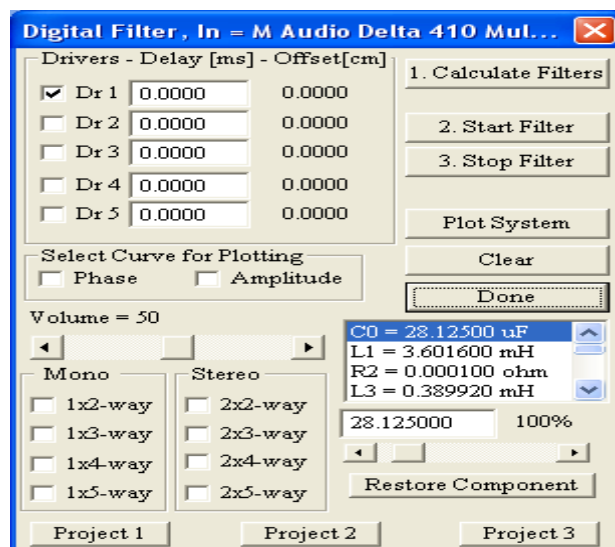 Digital Filter, In = M Audio Delta 410 Mul...
Drivers - Delay [ms] - Offset[cm]
Dr 1 0.0000 0.0000
Dr 2 0.0000 0.0000
Dr 3 0.0000 0.0000
Dr 4 0.0000 0.0000
Dr 5 0.0000 0.0000
1. Calculate Filters
2. Start Filter
3. Stop Filter
Plot System
Clear
Done
Select Curve for Plotting
Phase Amplitude
Volume = 50
C0 = 28.12500 uF
L1 = 3.601600 mH
R2 = 0.000100 ohm
L3 = 0.389920 mH
Mono
1x2-way
1x3-way
1x4-way
1x5-way
Stereo
2x2-way
2x3-way
2x4-way
2x5-way
28.125000 100%
Restore Component
Project 1 Project 2 Project 3